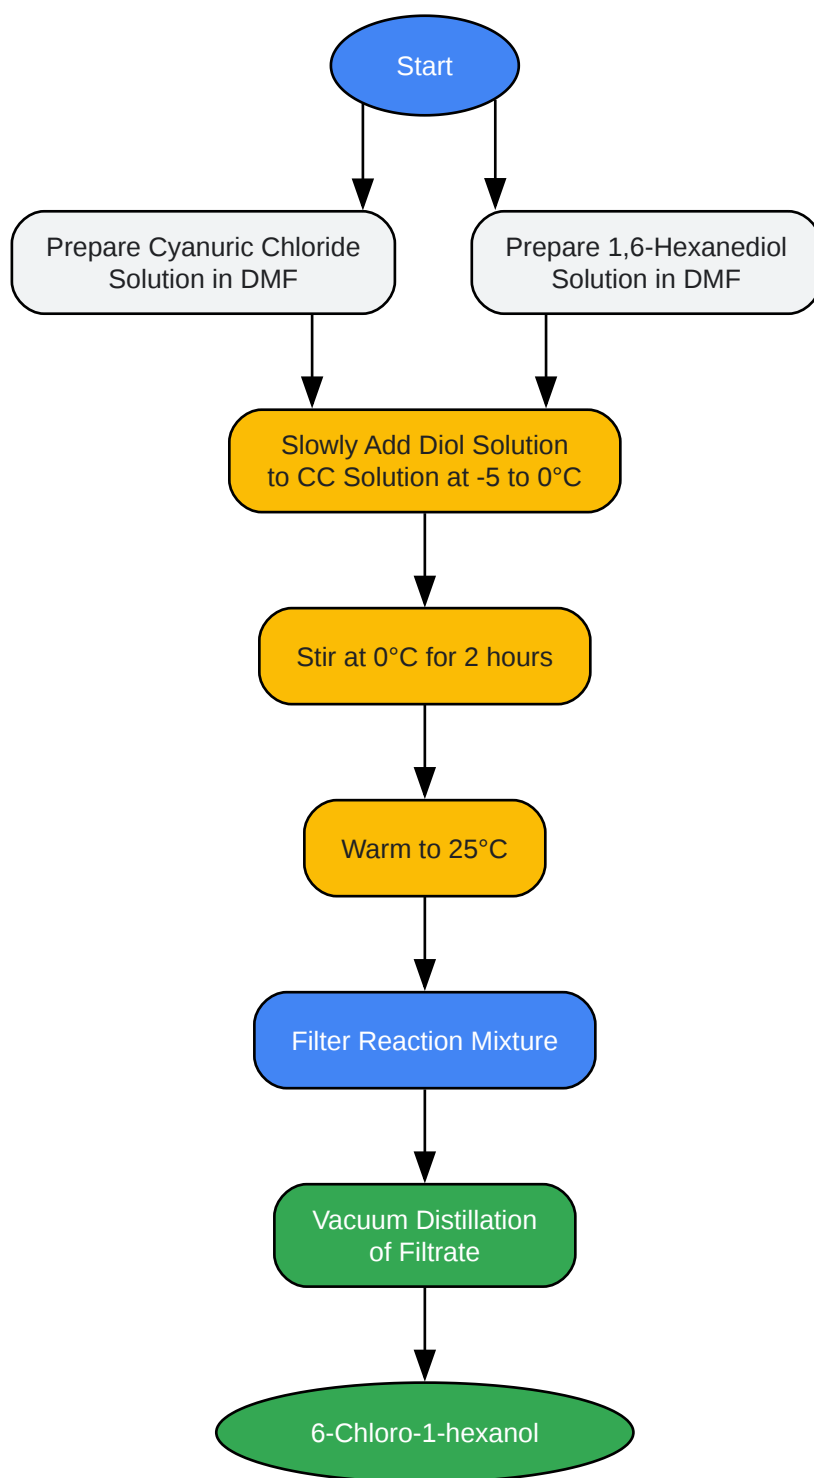 Start
Prepare Cyanuric Chloride
Solution in DMF
Prepare 1,6-Hexanediol
Solution in DMF
Slowly Add Diol Solution
to CC Solution at -5 to 0°C
Stir at 0°C for 2 hours
Warm to 25°C
Filter Reaction Mixture
Vacuum Distillation
of Filtrate
6-Chloro-1-hexanol